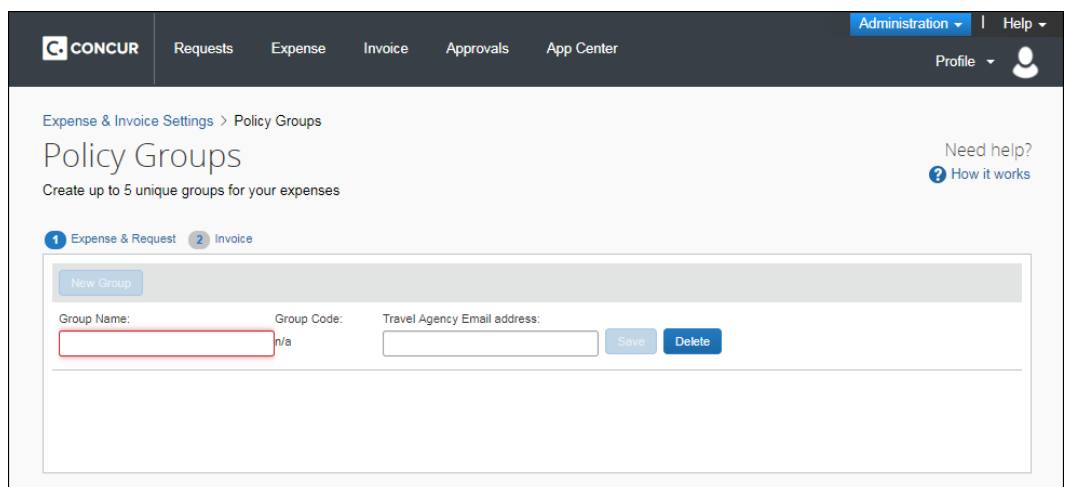 Administration | Help
C. CONCUR Requests Expense Invoice Approvals App Center
Profile
Expense & Invoice Settings > Policy Groups
Policy Groups
Need help?
Create up to 5 unique groups for your expenses
? How it works
1 Expense & Request 2 Invoice
New Group
Group Name: Group Code: Travel Agency Email address:
n/a Save Delete